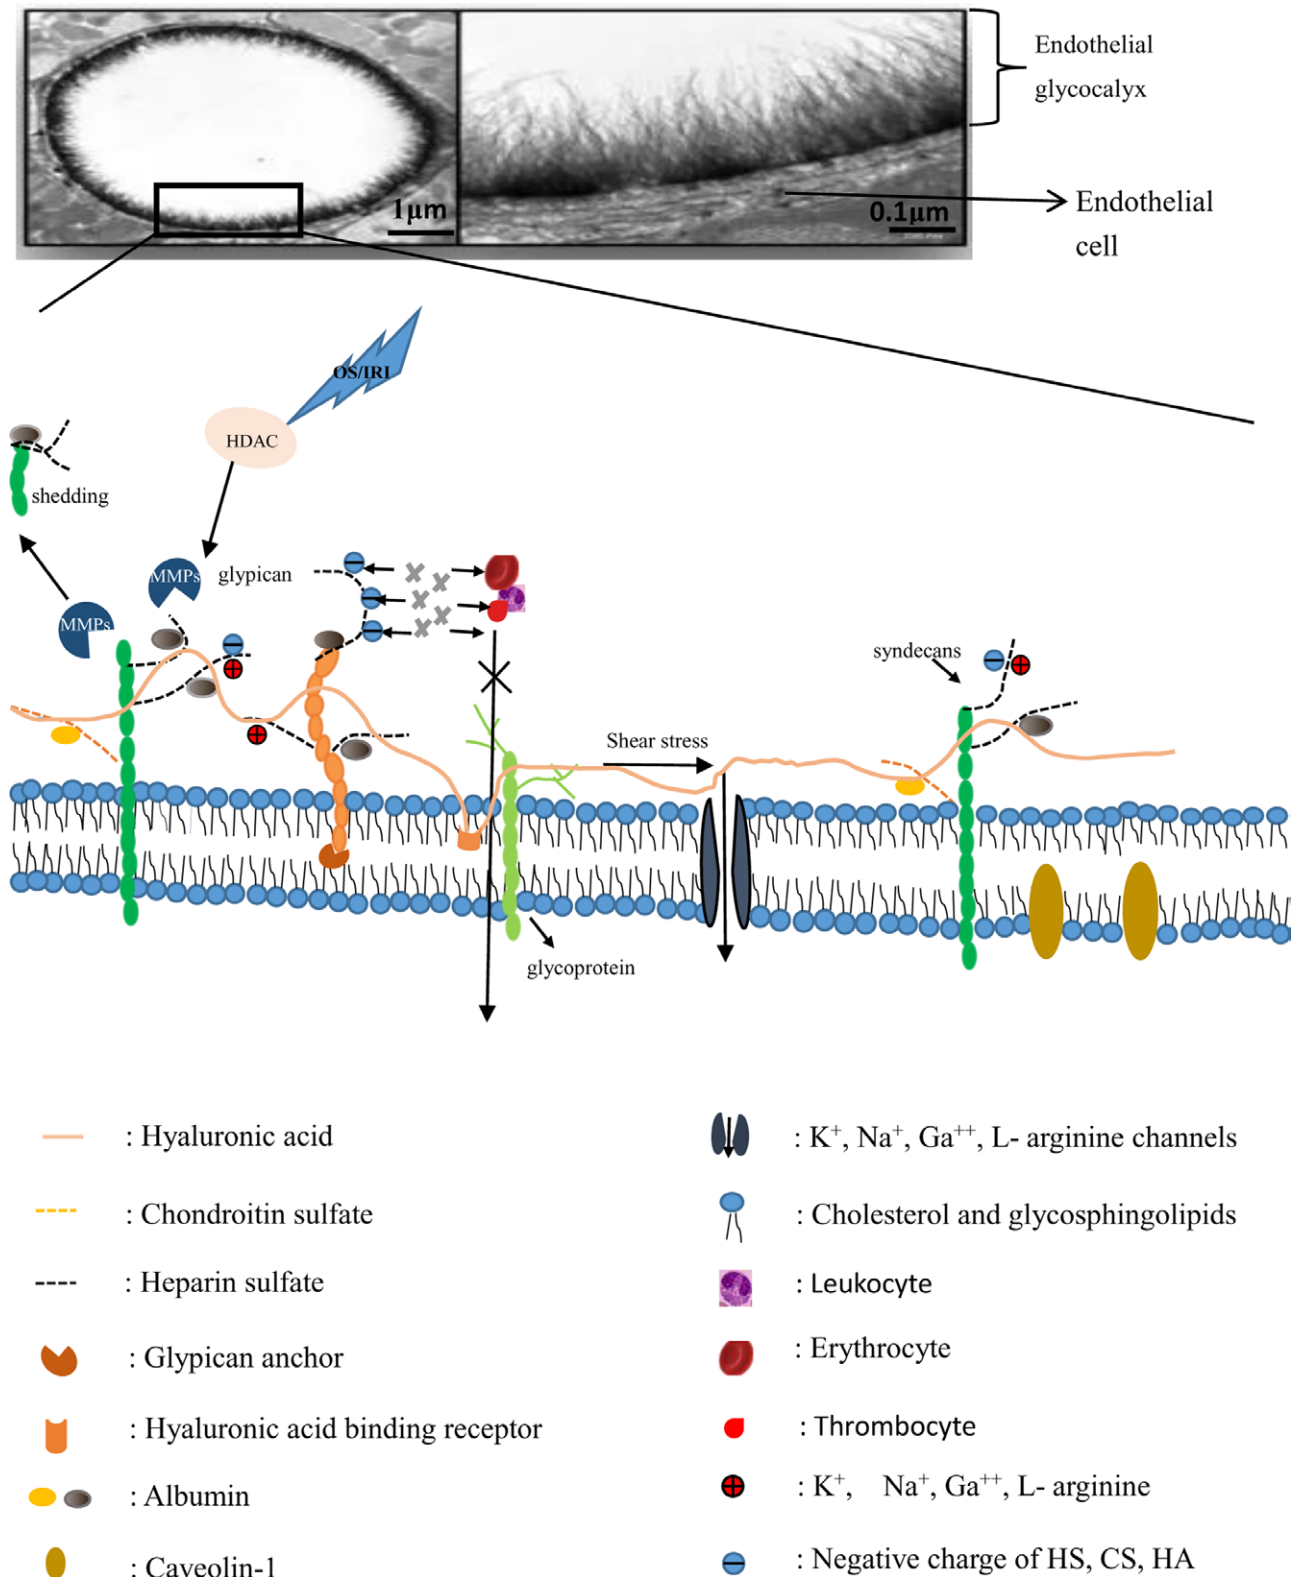 Endothelial
glycocalyx
1μm
0.1μm
Endothelial
cell
OS/IRI
HDAC
shedding
MMPs
glypican
MMPs
syndecans
Shear stress
glycoprotein
: Hyaluronic acid
: Chondroitin sulfate
: Heparin sulfate
: Glypican anchor
: Hyaluronic acid binding receptor
: Albumin
: Caveolin-1
: K⁺, Na⁺, Ga⁺⁺, L- arginine channels
: Cholesterol and glycosphingolipids
: Leukocyte
: Erythrocyte
: Thrombocyte
: K⁺, Na⁺, Ga⁺⁺, L- arginine
: Negative charge of HS, CS, HA